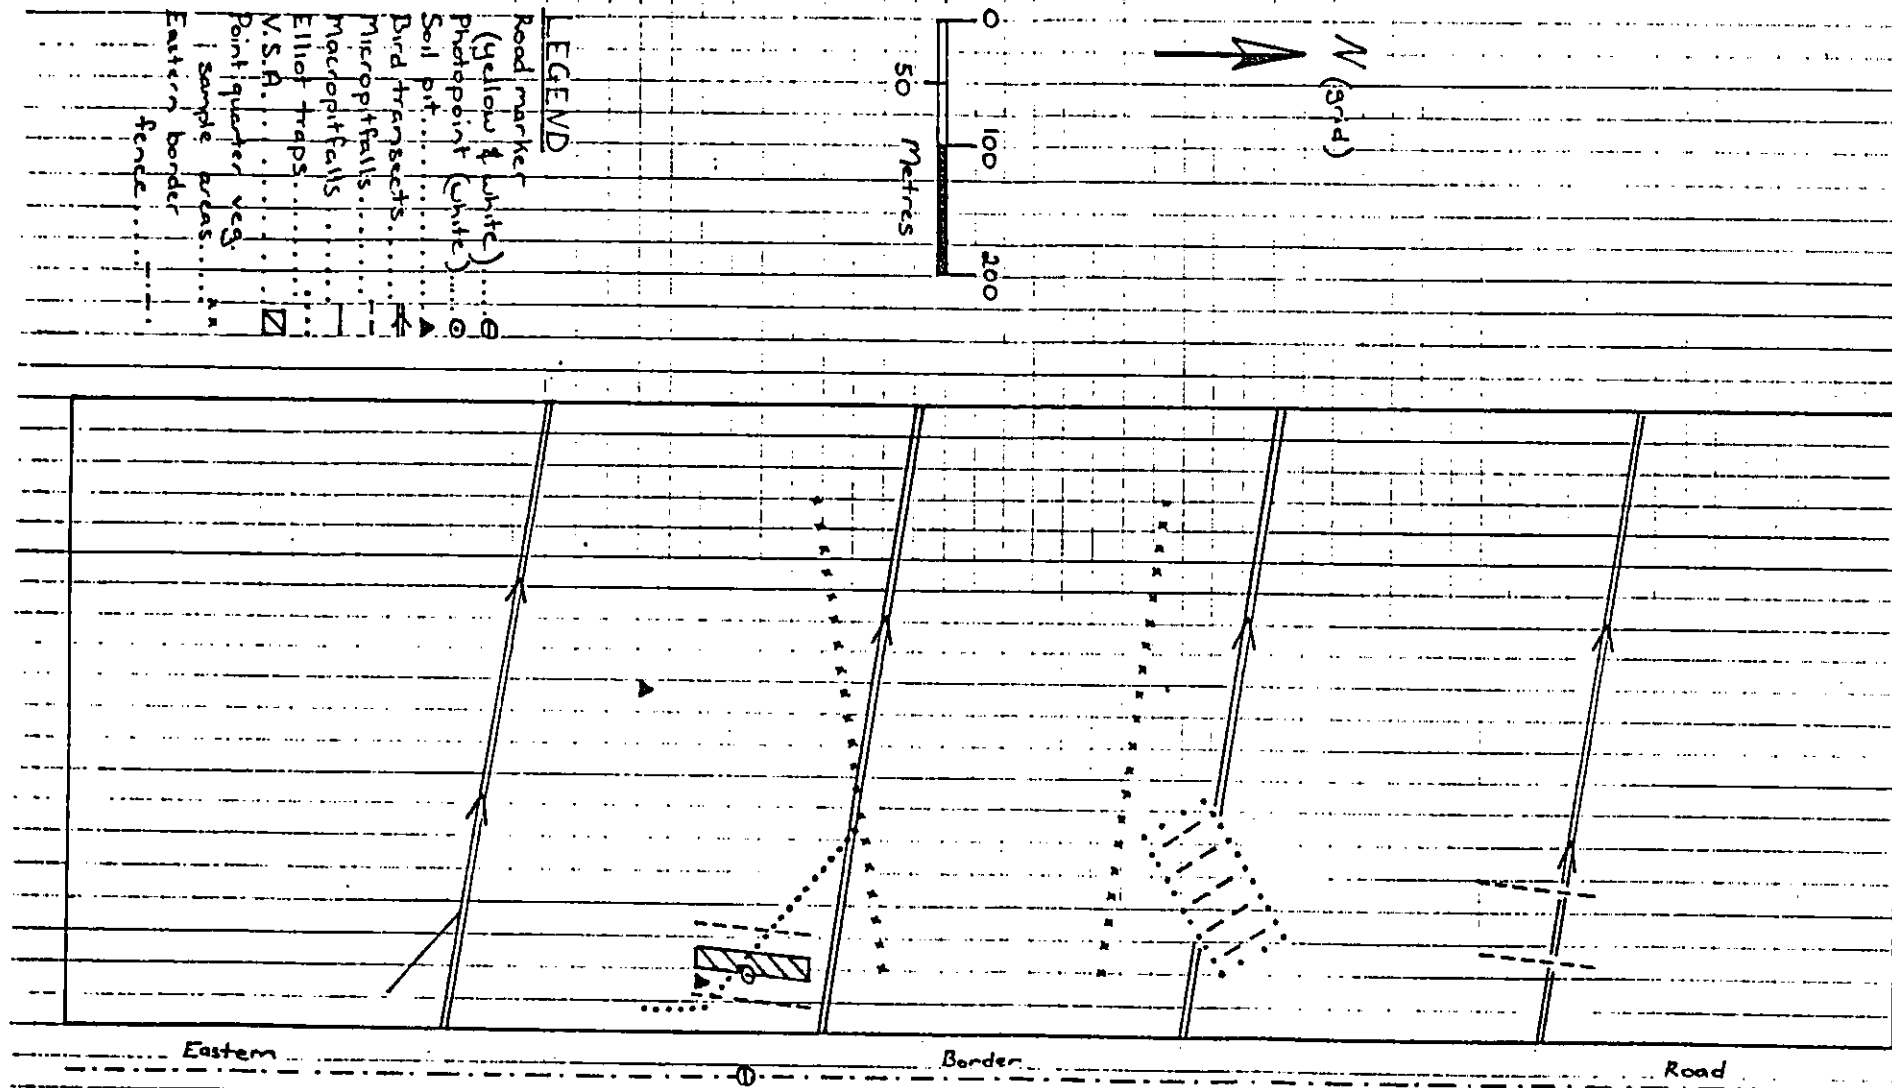 LEGEND
Road marker
(yellow & white).....
Photopoint (white).....
Soil pit..........
Bird transects........
Micropitfalls.........
Macropitfalls........
Elliot traps..........
V.S.A. ..........
Point quarter veg.
sample areas.....
Eastern border
fence......
0
50
100
200
Metres
N
(grid)
Eastern
Border
Road